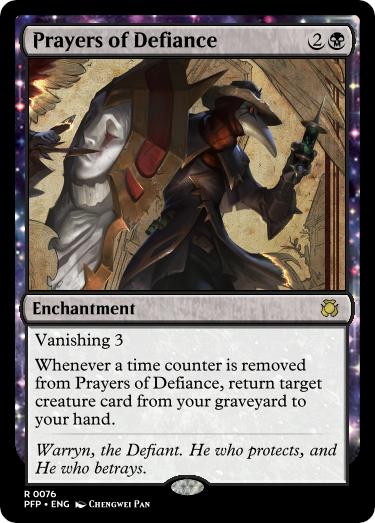 Prayers of Defiance 2
Enchantment
Vanishing 3
Whenever a time counter is removed
from Prayers of Defiance, return target
creature card from your graveyard to
your hand.
Warryn, the Defiant. He who protects, and
He who betrays.
R 0076
PFP • ENG Chengwei Pan